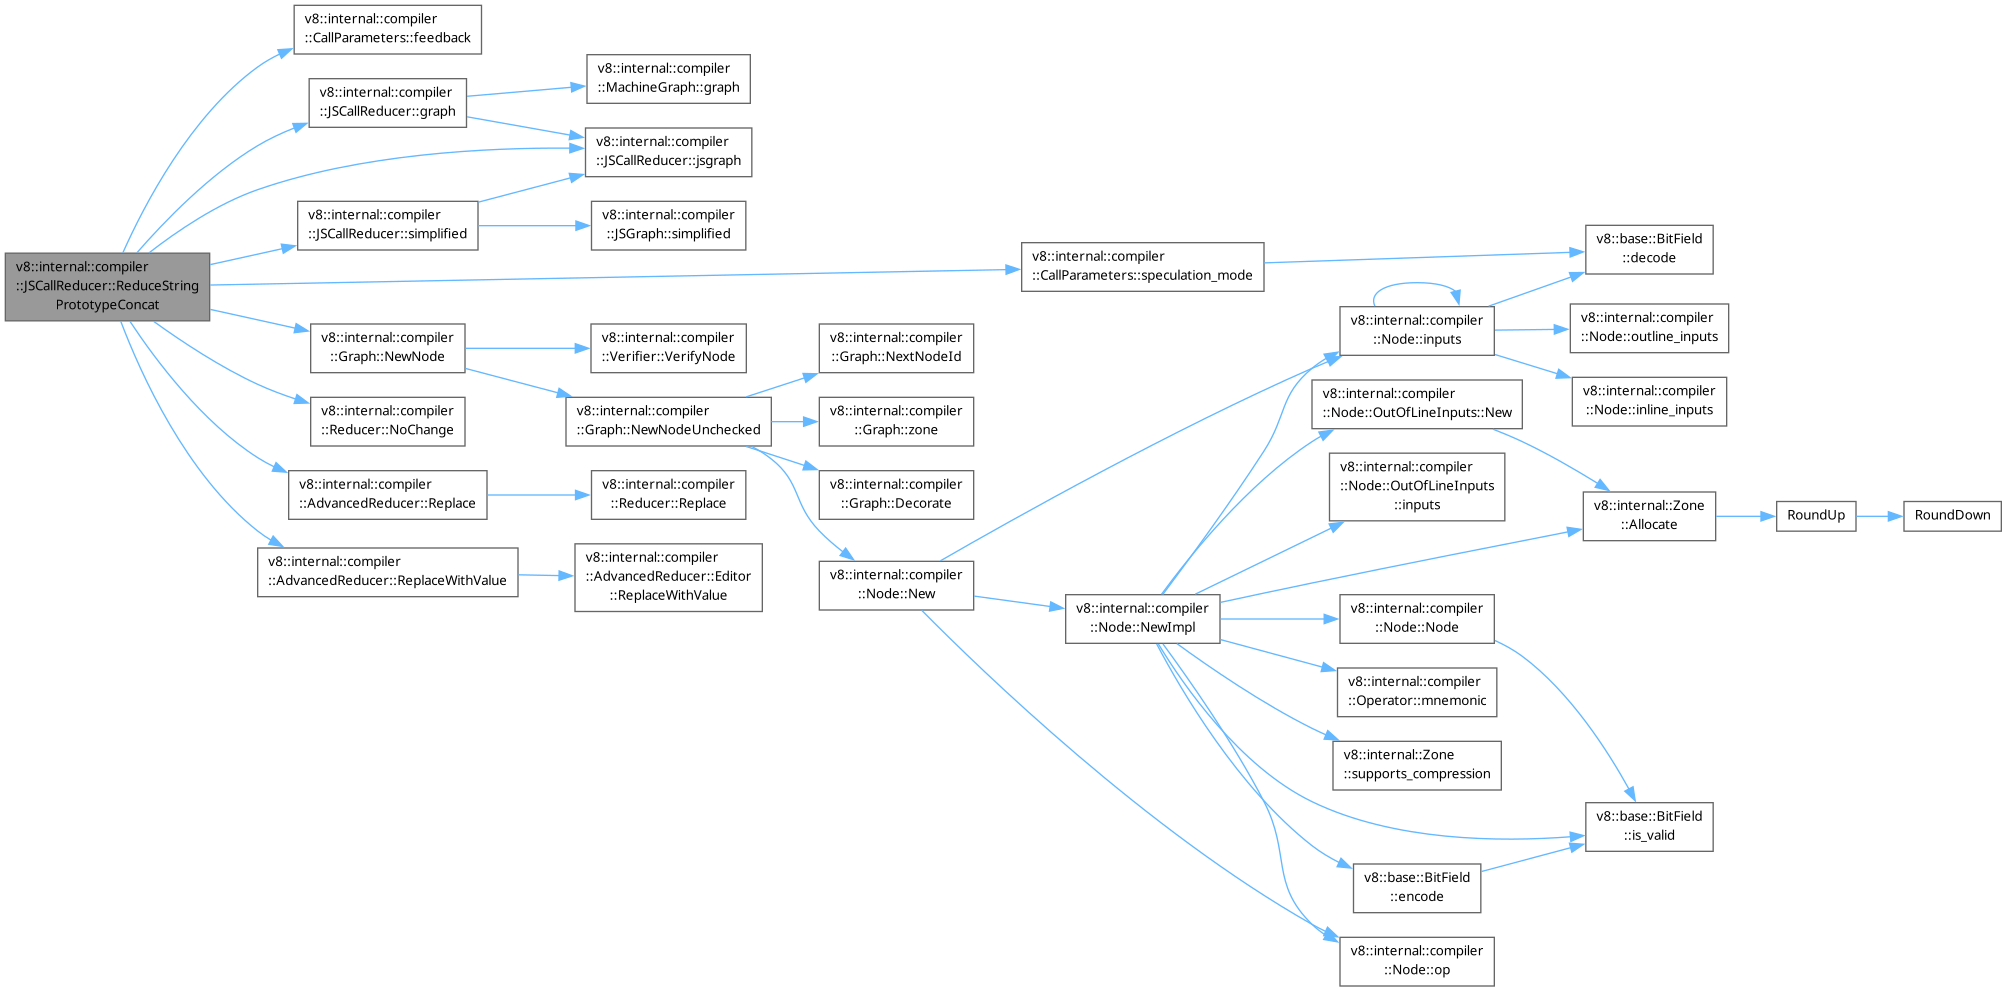 v8::internal::compiler
::JSCallReducer::ReduceString
PrototypeConcat
v8::internal::compiler
::CallParameters::feedback
v8::internal::compiler
::JSCallReducer::graph
v8::internal::compiler
::MachineGraph::graph
v8::internal::compiler
::JSCallReducer::jsgraph
v8::internal::compiler
::JSCallReducer::simplified
v8::internal::compiler
::JSGraph::simplified
v8::internal::compiler
::CallParameters::speculation_mode
v8::base::BitField
::decode
v8::internal::compiler
::Graph::NewNode
v8::internal::compiler
::Verifier::VerifyNode
v8::internal::compiler
::Graph::NewNodeUnchecked
v8::internal::compiler
::Graph::NextNodeId
v8::internal::compiler
::Graph::zone
v8::internal::compiler
::Graph::Decorate
v8::internal::compiler
::Node::New
v8::internal::compiler
::Node::inputs
v8::internal::compiler
::Node::outline_inputs
v8::internal::compiler
::Node::inline_inputs
v8::internal::compiler
::Node::NewImpl
v8::internal::compiler
::Node::OutOfLineInputs::New
v8::internal::compiler
::Node::OutOfLineInputs
::inputs
v8::internal::Zone
::Allocate
RoundUp
RoundDown
v8::internal::compiler
::Node::Node
v8::internal::compiler
::Operator::mnemonic
v8::internal::Zone
::supports_compression
v8::base::BitField
::is_valid
v8::base::BitField
::encode
v8::internal::compiler
::Node::op
v8::internal::compiler
::Reducer::NoChange
v8::internal::compiler
::AdvancedReducer::Replace
v8::internal::compiler
::Reducer::Replace
v8::internal::compiler
::AdvancedReducer::ReplaceWithValue
v8::internal::compiler
::AdvancedReducer::Editor
::ReplaceWithValue